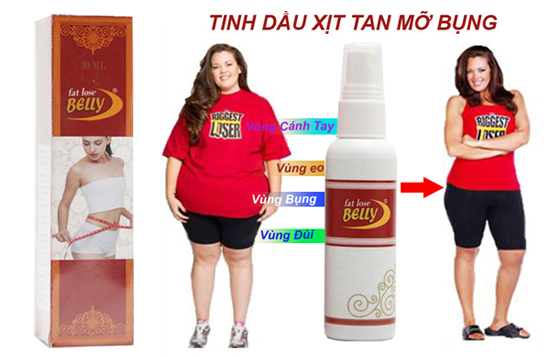 TINH DẦU XỊT TAN MỠ BỤNG
30 ML
fat lose
BELLY®
THE
BIGGEST
LOSER
Vùng Cánh Tay
Vùng eo
Vùng Bụng
Vùng Đùi
fat lose
BELLY®
BIGGEST
LOSER